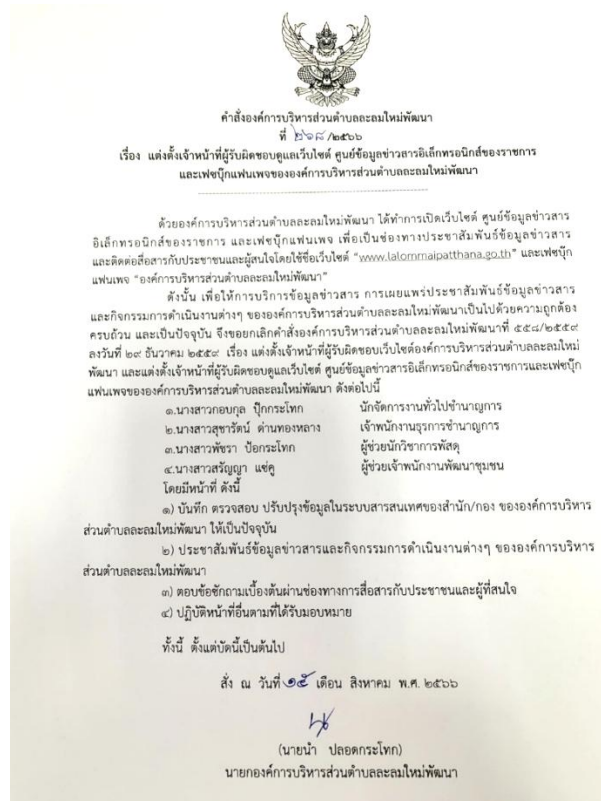 คำสั่งองค์การบริหารส่วนตำบลละลมใหม่พัฒนา
ที่ ๒๑๘/๒๕๖๖
เรื่อง แต่งตั้งเจ้าหน้าที่ผู้รับผิดชอบดูแลเว็บไซต์ ศูนย์ข้อมูลข่าวสารอิเล็กทรอนิกส์ของราชการ
และเฟซบุ๊กแฟนเพจขององค์การบริหารส่วนตำบลละลมใหม่พัฒนา
ด้วยองค์การบริหารส่วนตำบลละลมใหม่พัฒนา ได้ทำการเปิดเว็บไซต์ ศูนย์ข้อมูลข่าวสาร
อิเล็กทรอนิกส์ของราชการ และเฟซบุ๊กแฟนเพจ เพื่อเป็นช่องทางประชาสัมพันธ์ข้อมูลข่าวสาร
และติดต่อสื่อสารกับประชาชนและผู้สนใจโดยใช้ชื่อเว็บไซต์ “www.lalommaipatthana.go.th” และเฟซบุ๊ก
แฟนเพจ “องค์การบริหารส่วนตำบลละลมใหม่พัฒนา”
ดังนั้น เพื่อให้การบริการข้อมูลข่าวสาร การเผยแพร่ประชาสัมพันธ์ข้อมูลข่าวสาร
และกิจกรรมการดำเนินงานต่างๆ ขององค์การบริหารส่วนตำบลละลมใหม่พัฒนาเป็นไปด้วยความถูกต้อง
ครบถ้วน และเป็นปัจจุบัน จึงขอยกเลิกคำสั่งองค์การบริหารส่วนตำบลละลมใหม่พัฒนาที่ ๕๕๘/๒๕๕๙
ลงวันที่ ๒๙ ธันวาคม ๒๕๕๙ เรื่อง แต่งตั้งเจ้าหน้าที่ผู้รับผิดชอบเว็บไซต์องค์การบริหารส่วนตำบลละลมใหม่
พัฒนา และแต่งตั้งเจ้าหน้าที่ผู้รับผิดชอบดูแลเว็บไซต์ ศูนย์ข้อมูลข่าวสารอิเล็กทรอนิกส์ของราชการและเฟซบุ๊ก
แฟนเพจขององค์การบริหารส่วนตำบลละลมใหม่พัฒนา ดังต่อไปนี้
๑.นางสาวกอบกุล ปุ๊กกระโทก นักจัดการงานทั่วไปชำนาญการ
๒.นางสาวสุชารัตน์ ด่านทองหลาง เจ้าพนักงานธุรการชำนาญการ
๓.นางสาวพัชรา ป้อกระโทก ผู้ช่วยนักวิชาการพัสดุ
๔.นางสาวสรัญญา แซ่คู ผู้ช่วยเจ้าพนักงานพัฒนาชุมชน
โดยมีหน้าที่ ดังนี้
๑) บันทึก ตรวจสอบ ปรับปรุงข้อมูลในระบบสารสนเทศของสำนัก/กอง ขององค์การบริหาร
ส่วนตำบลละลมใหม่พัฒนา ให้เป็นปัจจุบัน
๒) ประชาสัมพันธ์ข้อมูลข่าวสารและกิจกรรมการดำเนินงานต่างๆ ขององค์การบริหาร
ส่วนตำบลละลมใหม่พัฒนา
๓) ตอบข้อซักถามเบื้องต้นผ่านช่องทางการสื่อสารกับประชาชนและผู้ที่สนใจ
๔) ปฏิบัติหน้าที่อื่นตามที่ได้รับมอบหมาย
ทั้งนี้ ตั้งแต่บัดนี้เป็นต้นไป
สั่ง ณ วันที่ ๑๕ เดือน สิงหาคม พ.ศ. ๒๕๖๖
(นายนำ ปลอดกระโทก)
นายกองค์การบริหารส่วนตำบลละลมใหม่พัฒนา